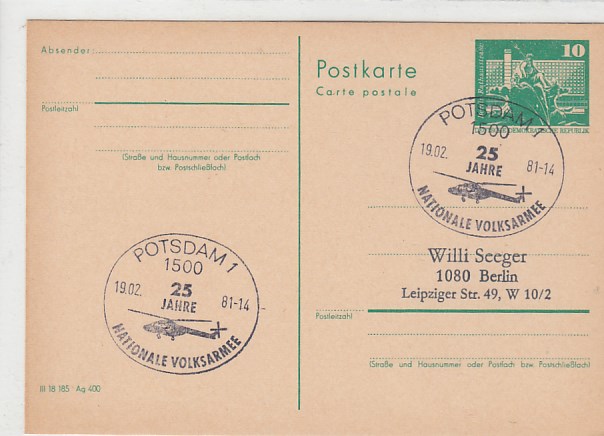 Absender:
Postleitzahl
(Straße und Hausnummer oder Postfach
bzw. Postschließfach)
POTSDAM 1
1500
19.02. 25 81-14
JAHRE
NATIONALE VOLKSARMEE
III 18 185 · Ag 400
Postkarte
Carte postale
10
DEMOKRATISCHE REPUBLIK
POTSDAM 1
1500
19.02. 25 81-14
JAHRE
NATIONALE VOLKSARMEE
Willi Seeger
1080 Berlin
Leipziger Str. 49, W 10/2
Postleitzahl
(Straße und Hausnummer oder Postfach bzw. Postschließfach)